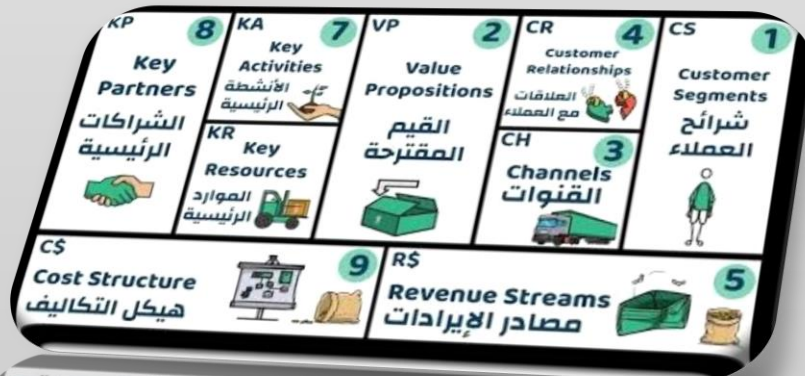 KP
8
Key
Partners
الشراكات
الرئيسية
KA
7
Key
Activities
الأنشطة
الرئيسية
KR
Key
Resources
الموارد
الرئيسية
VP
2
Value
Propositions
القيم
المقترحة
CR
4
Customer
Relationships
العلاقات
مع العملاء
CH
3
Channels
القنوات
CS
1
Customer
Segments
شرائح
العملاء
C$
9
Cost Structure
هيكل التكاليف
R$
5
Revenue Streams
مصادر الإيرادات